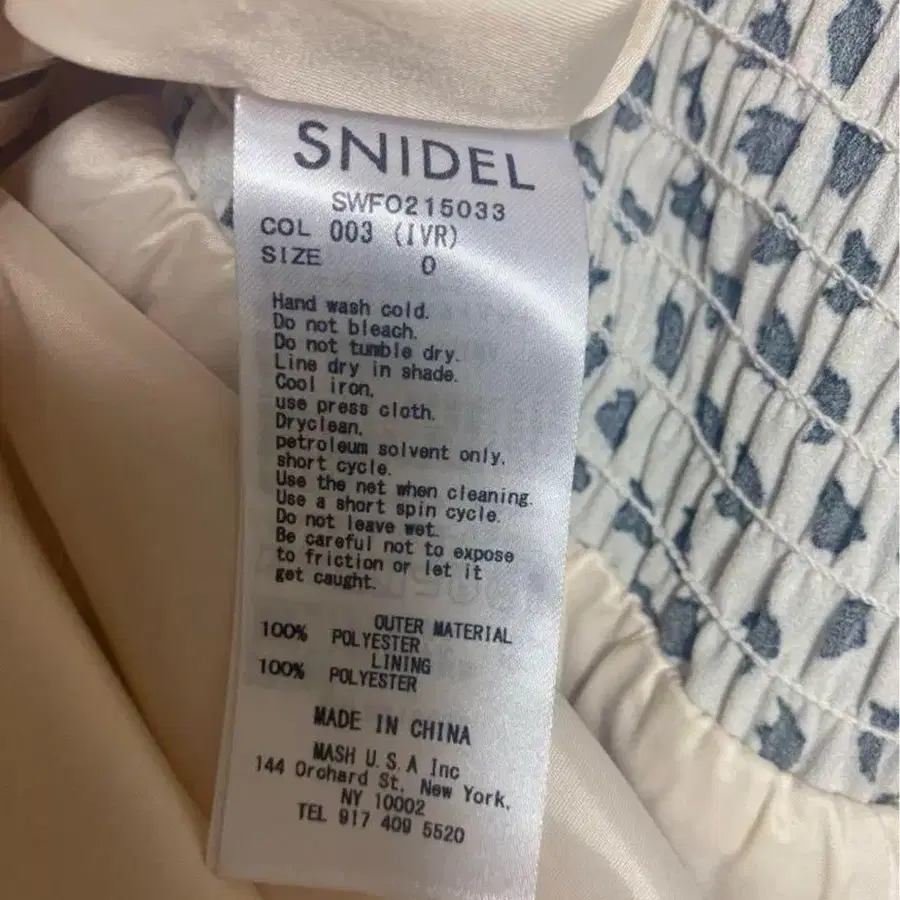 SNIDEL
SWFO215033
COL 003 (IVR)
SIZE 0
Hand wash cold.
Do not bleach.
Do not tumble dry.
Line dry in shade.
Cool iron,
use press cloth.
Dryclean,
petroleum solvent only,
short cycle.
Use the net when cleaning.
Use a short spin cycle.
Do not leave wet.
Be careful not to expose
to friction or let it
get caught.
OUTER MATERIAL
100% POLYESTER
LINING
100% POLYESTER
MADE IN CHINA
MASH U.S.A Inc
144 Orchard St, New York,
NY 10002
TEL 917 409 5520